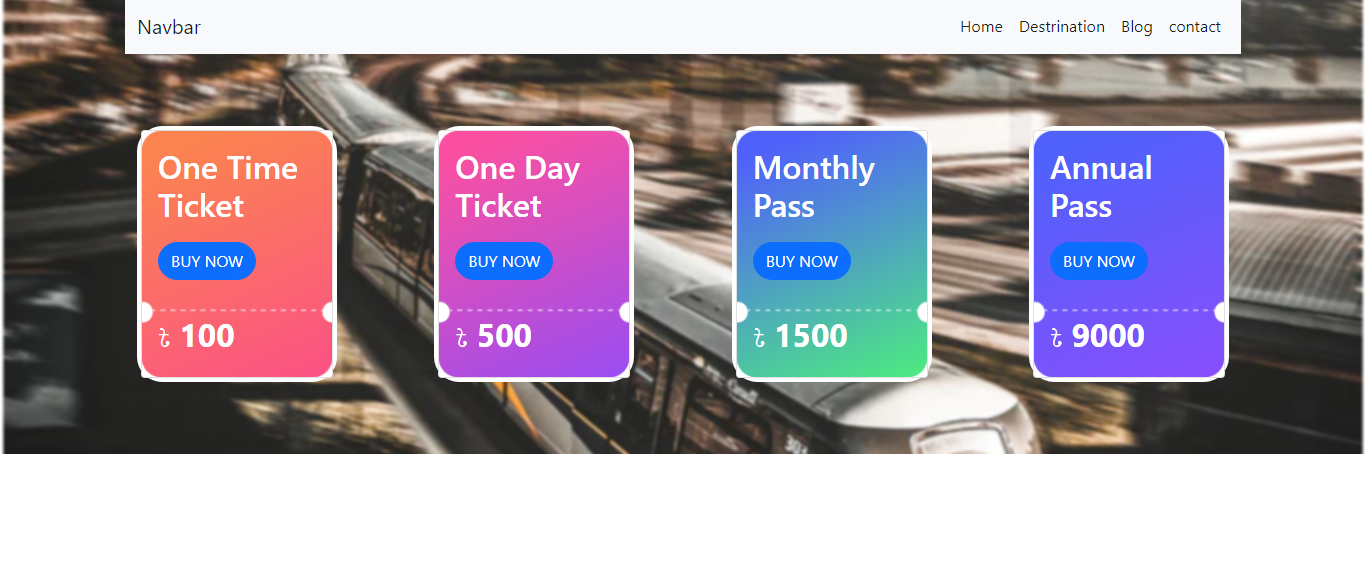 Navbar
Home Destrination Blog contact
One Time
Ticket
BUY NOW
৳ 100
One Day
Ticket
BUY NOW
৳ 500
Monthly
Pass
BUY NOW
৳ 1500
Annual
Pass
BUY NOW
৳ 9000